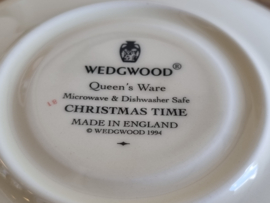 WEDGWOOD®
Queen's Ware
Microwave & Dishwasher Safe
CHRISTMAS TIME
MADE IN ENGLAND
© WEDGWOOD 1994